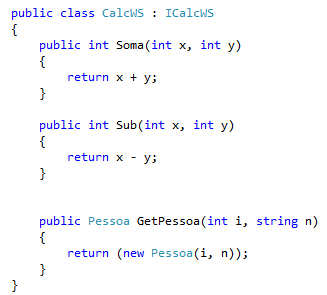 public class CalcWS : ICalcWS
{
    public int Soma(int x, int y)
    {
        return x + y;
    }

    public int Sub(int x, int y)
    {
        return x - y;
    }


    public Pessoa GetPessoa(int i, string n)
    {
        return (new Pessoa(i, n));
    }
}